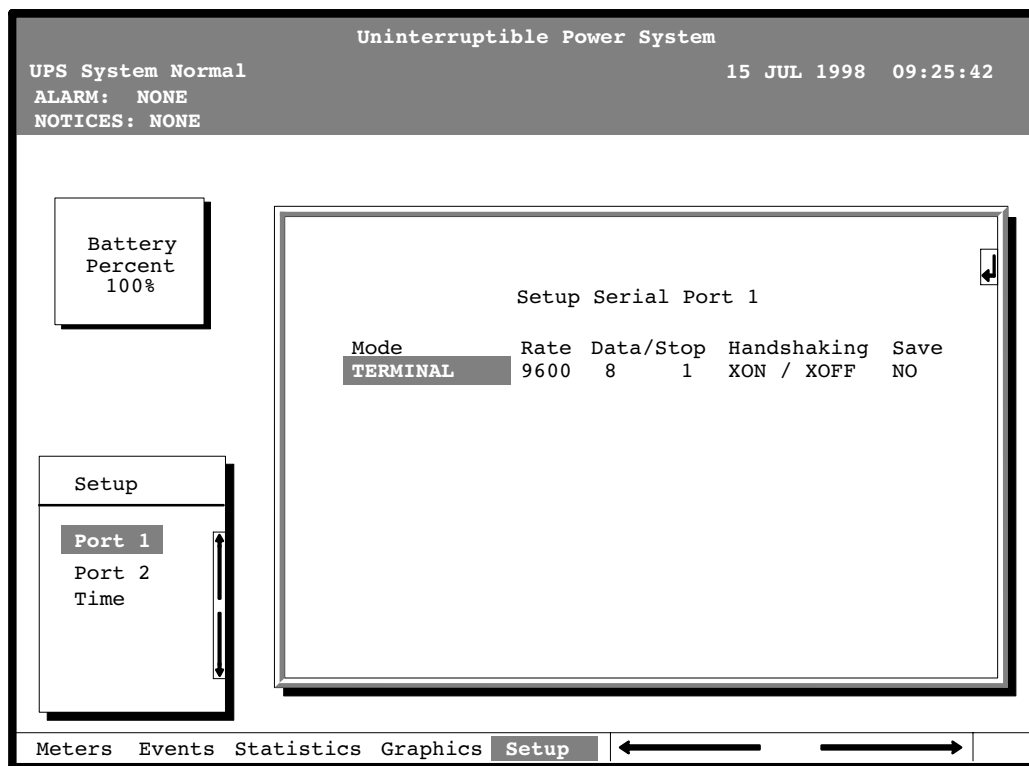 Uninterruptible Power System
UPS System Normal 15 JUL 1998 09:25:42
ALARM: NONE
NOTICES: NONE
Battery
Percent
100%
Setup Serial Port 1
Mode Rate Data/Stop Handshaking Save
TERMINAL 9600 8 1 XON / XOFF NO
Setup
Port 1
Port 2
Time
Meters Events Statistics Graphics Setup